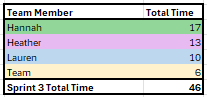 Team Member Total Time
Hannah 17
Heather 13
Lauren 10
Team 6
Sprint 3 Total Time 46